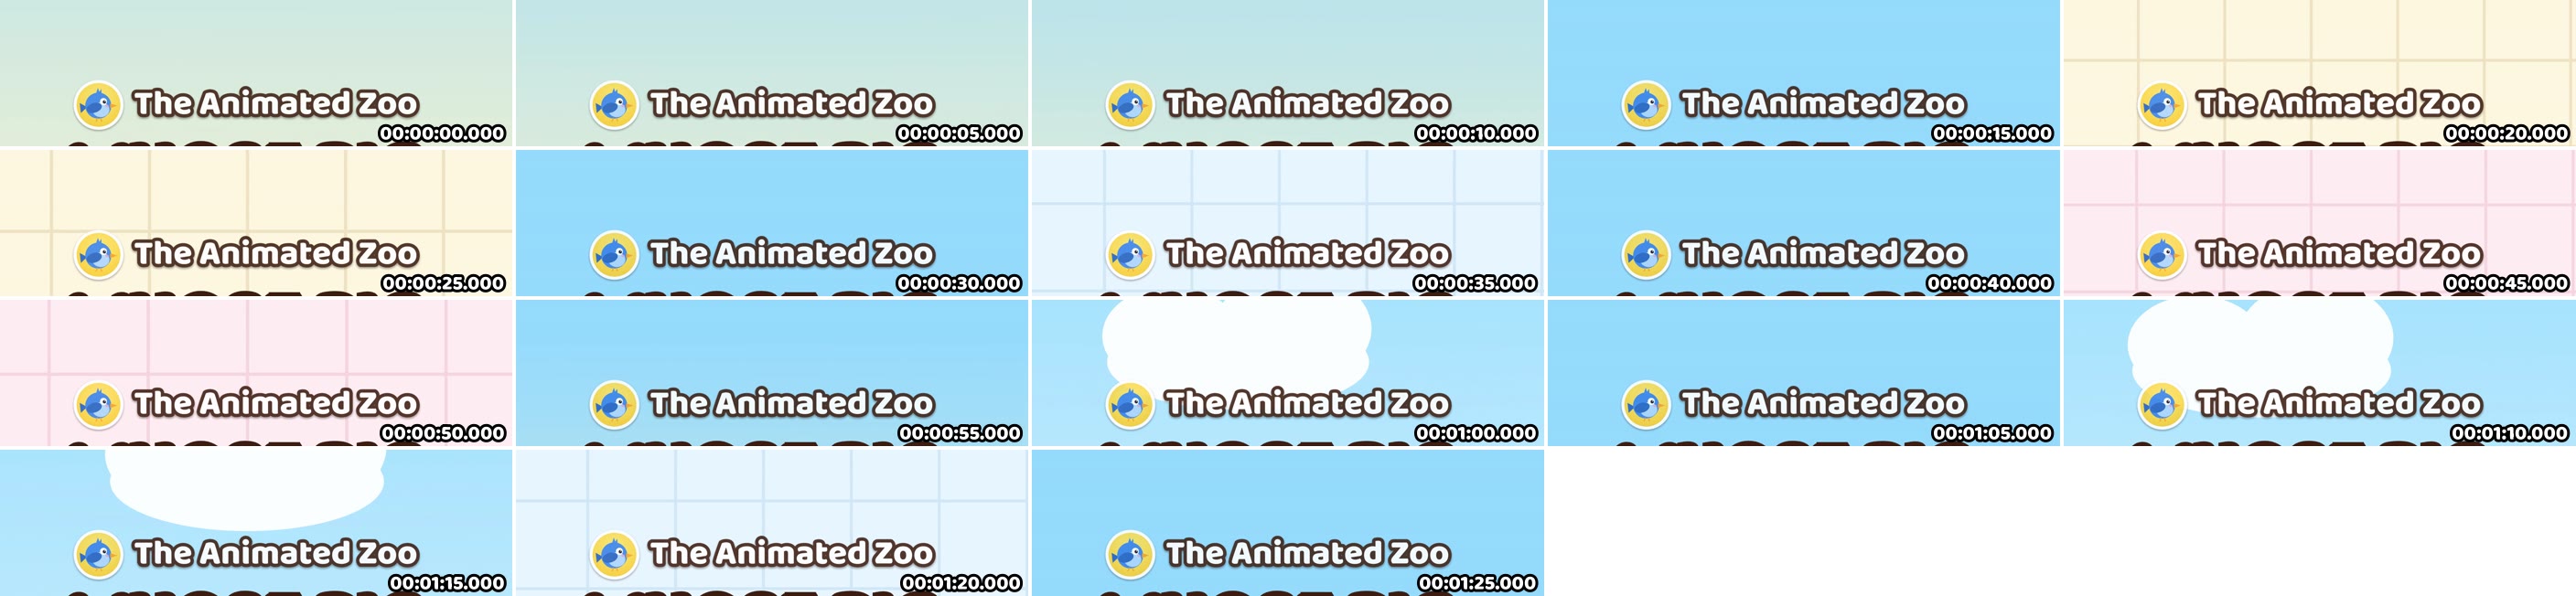 The Animated Zoo
00:00:00.000
The Animated Zoo
00:00:05.000
The Animated Zoo
00:00:10.000
The Animated Zoo
00:00:15.000
The Animated Zoo
00:00:20.000
The Animated Zoo
00:00:25.000
The Animated Zoo
00:00:30.000
The Animated Zoo
00:00:35.000
The Animated Zoo
00:00:40.000
The Animated Zoo
00:00:45.000
The Animated Zoo
00:00:50.000
The Animated Zoo
00:00:55.000
The Animated Zoo
00:01:00.000
The Animated Zoo
00:01:05.000
The Animated Zoo
00:01:10.000
The Animated Zoo
00:01:15.000
The Animated Zoo
00:01:20.000
The Animated Zoo
00:01:25.000